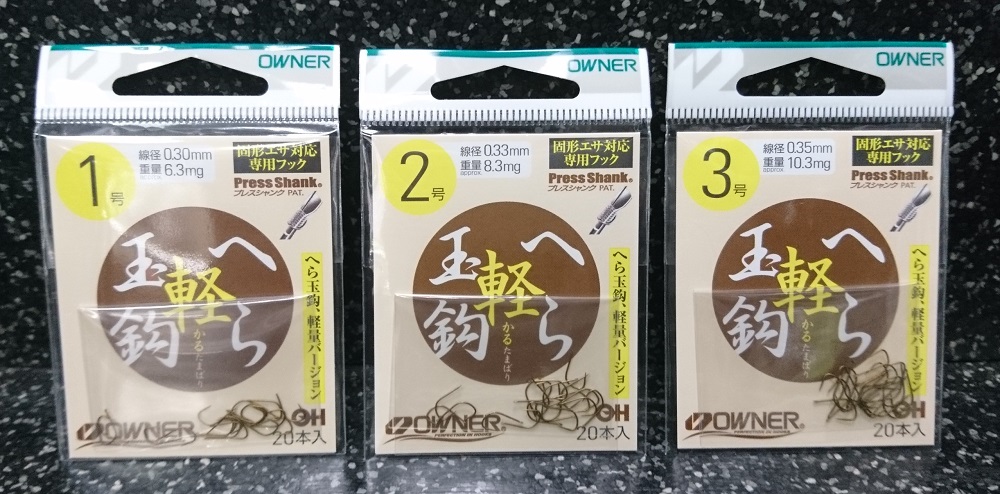 OWNER
1号
線径 0.30mm
重量 6.3mg
approx.
固形エサ対応
専用フック
Press Shank®
プレスシャンク PAT.
へら
軽
かるたまばり
玉鈎
へら玉鈎、軽量バージョン
OWNER®
OH
20本入
OWNER
2号
線径 0.33mm
重量 8.3mg
approx.
固形エサ対応
専用フック
Press Shank®
プレスシャンク PAT.
へら
軽
かるたまばり
玉鈎
へら玉鈎、軽量バージョン
OWNER®
PERFECTION IN HOOKS
OH
20本入
OWNER
3号
線径 0.35mm
重量 10.3mg
approx.
固形エサ対応
専用フック
Press Shank®
プレスシャンク PAT.
へら
軽
かるたまばり
玉鈎
へら玉鈎、軽量バージョン
OWNER®
PERFECTION IN HOOKS
OH
20本入